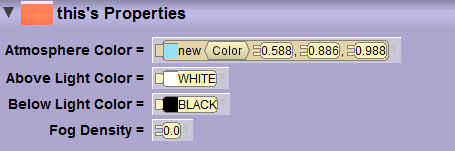 this's Properties
Atmosphere Color = new Color 0.588, 0.886, 0.988
Above Light Color = WHITE
Below Light Color = BLACK
Fog Density = 0.0